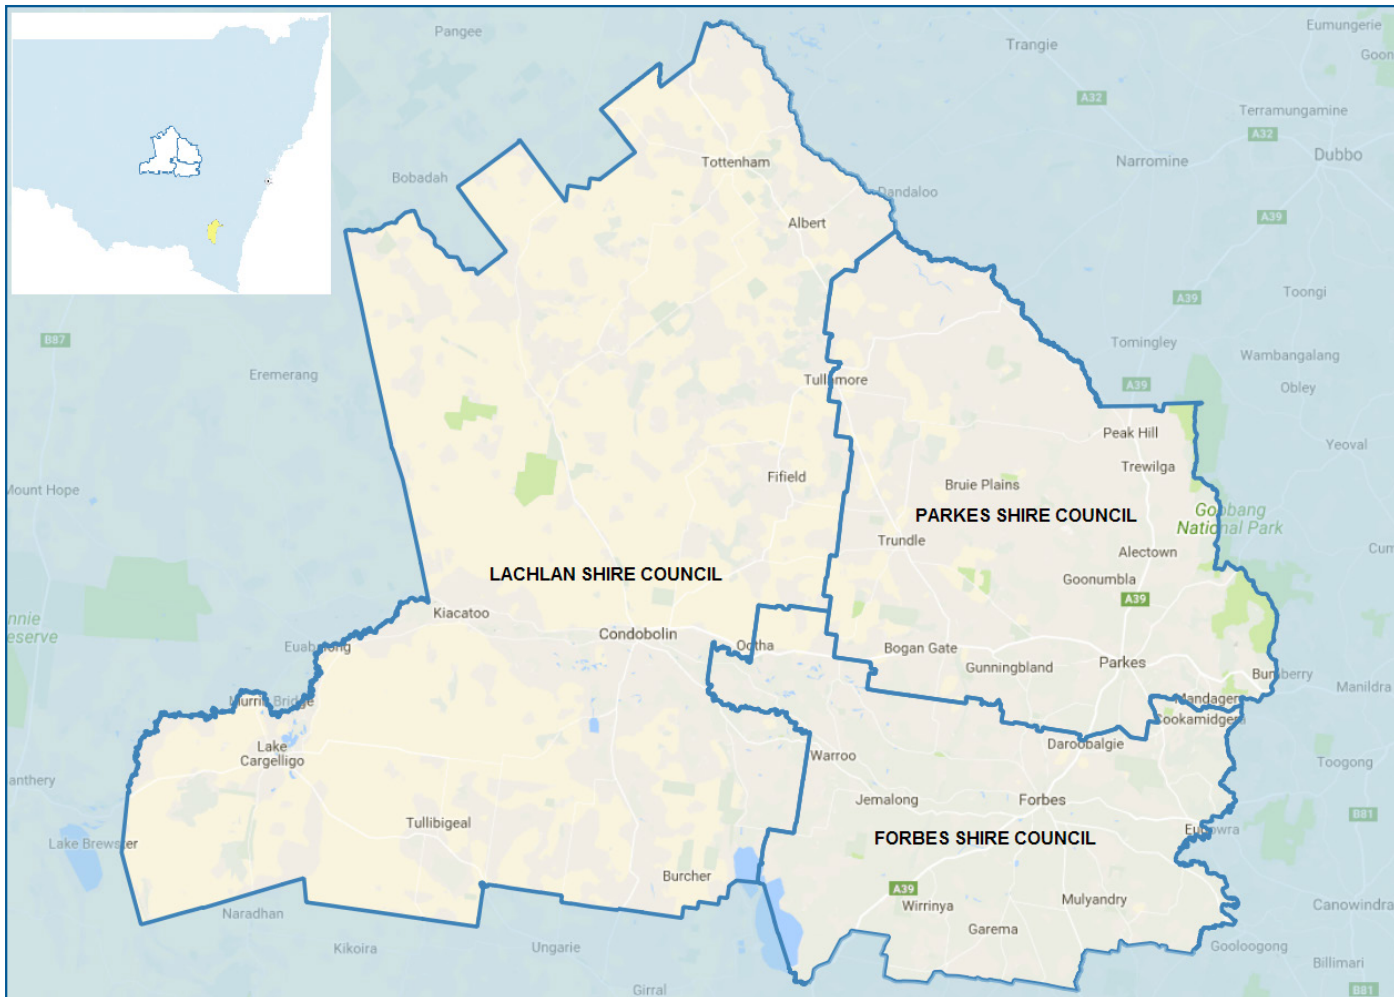 Pangee
Trangie
Eumungerie
Goon
A32
Terramungamine
A32
Tottenham
Narromine
Dubbo
Bobadah
Dandaloo
Albert
A39
A39
Toongi
B87
Tomingley
Wambangalang
Eremerang
Tullamore
A39
Obley
Peak Hill
Yeoval
Trewilga
Fifield
Bruie Plains
Mount Hope
PARKES SHIRE COUNCIL
Goobang
National Park
Trundle
Alectown
Cum
LACHLAN SHIRE COUNCIL
Goonumbla
A39
nnie
eserve
Kiacatoo
Condobolin
Euabalong
Ootha
Bogan Gate
Gunningbland
Parkes
Bumberry
Manildra
Murrin Bridge
Mandagery
Cookamidgera
Lake
Cargelligo
Daroobalgie
Warroo
Toogong
anthery
Jemalong
Forbes
B81
Tullibigeal
Eugowra
Lake Brewster
FORBES SHIRE COUNCIL
Burcher
A39
Wirrinya
Mulyandry
Canowindra
Naradhan
Garema
Kikoira
Ungarie
Gooloogong
Billimari
Girral
B81